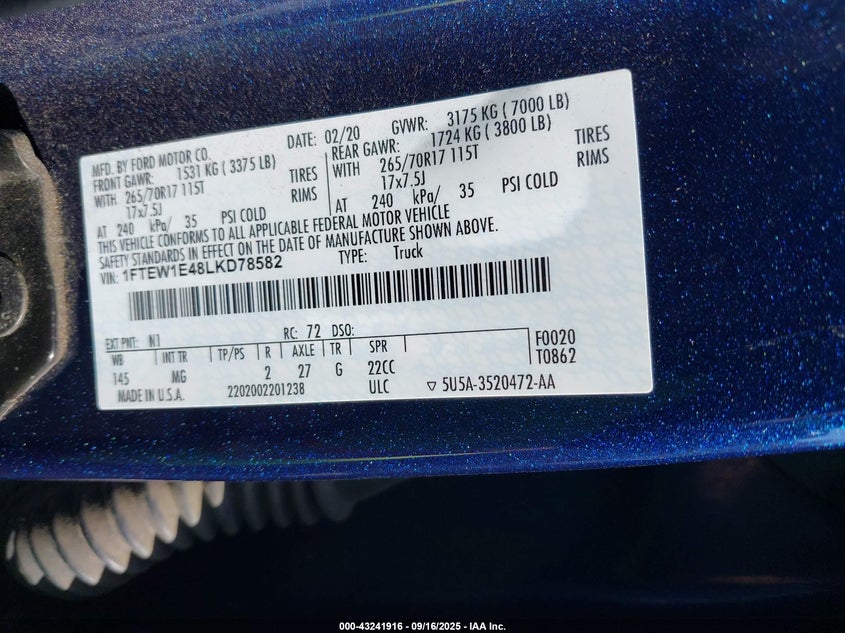 MFD. BY FORD MOTOR CO.
DATE: 02/20 GVWR: 3175 KG ( 7000 LB)
FRONT GAWR: 1531 KG ( 3375 LB) REAR GAWR: 1724 KG ( 3800 LB)
WITH 265/70R17 115T TIRES WITH 265/70R17 115T TIRES
17x7.5J RIMS 17x7.5J RIMS
AT 240 kPa/ 35 PSI COLD AT 240 kPa/ 35 PSI COLD
THIS VEHICLE CONFORMS TO ALL APPLICABLE FEDERAL MOTOR VEHICLE
SAFETY STANDARDS IN EFFECT ON THE DATE OF MANUFACTURE SHOWN ABOVE.
VIN: 1FTEW1E48LKD78582 TYPE: Truck
EXT PNT: N1 RC: 72 DSO: F0020
WB INT TR TP/PS R AXLE TR SPR T0862
145 MG 2 27 G 22CC
MADE IN U.S.A. 2202002201238 ULC ▽ 5U5A-3520472-AA
000-43241916 - 09/16/2025 - IAA Inc.